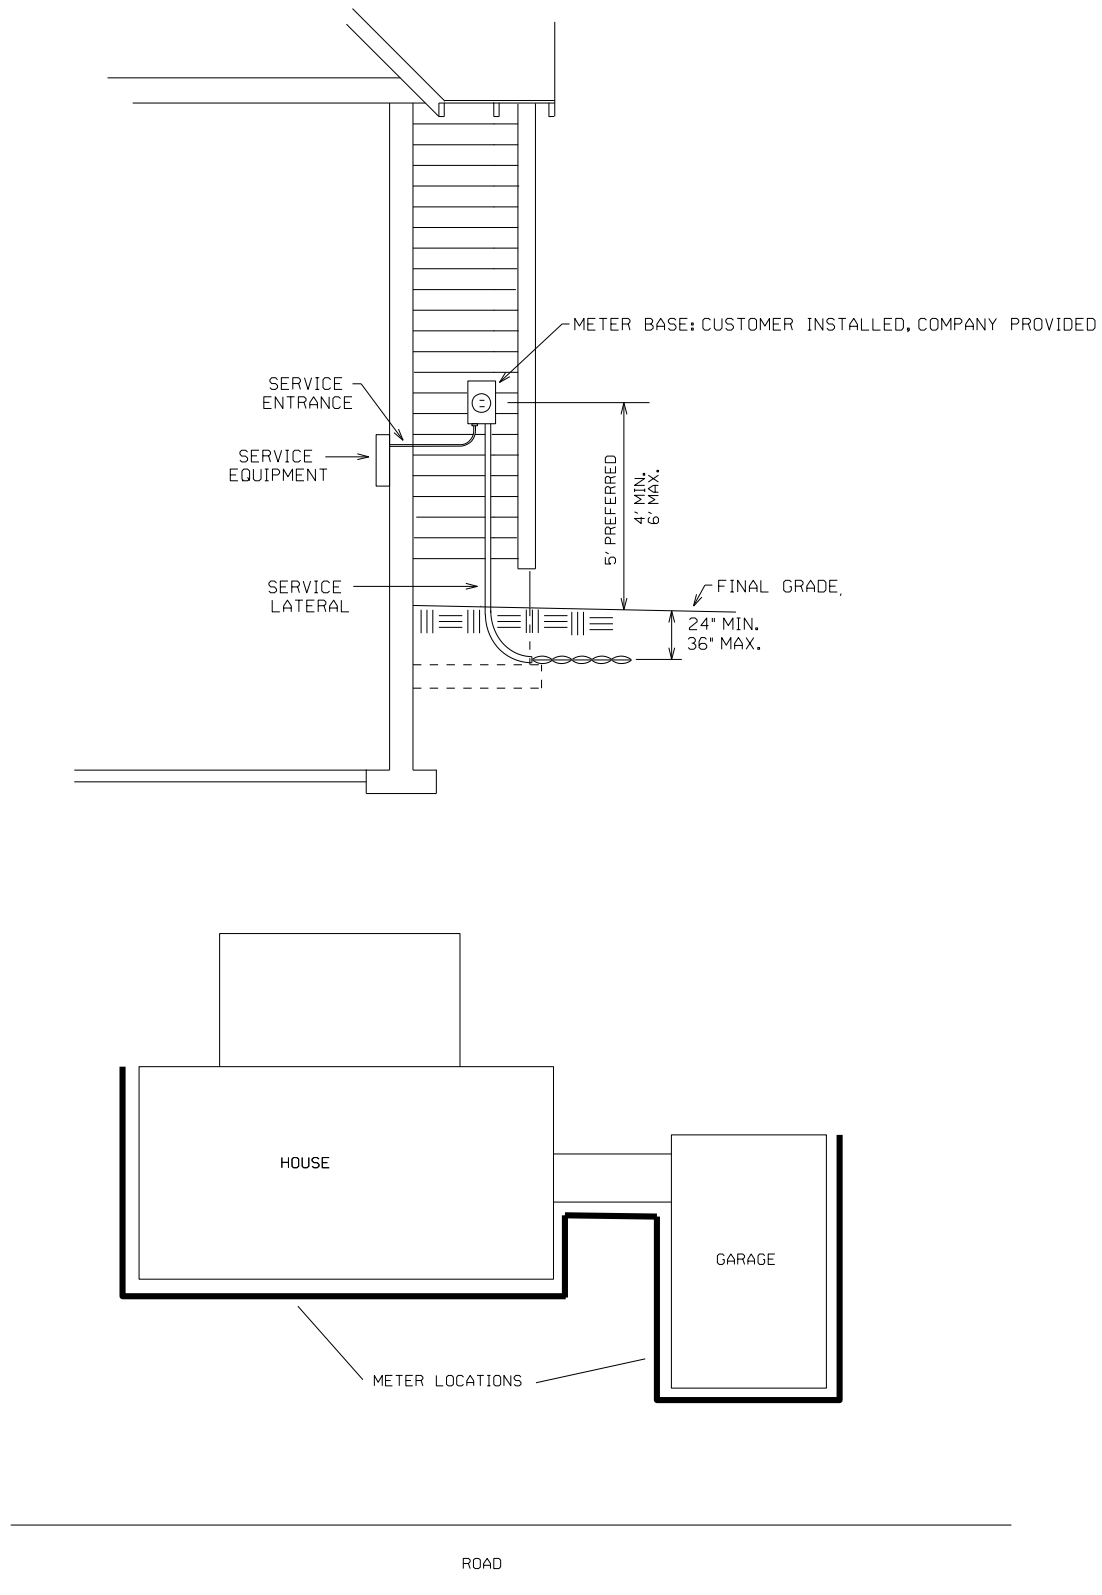 METER BASE: CUSTOMER INSTALLED, COMPANY PROVIDED
SERVICE
ENTRANCE
SERVICE
EQUIPMENT
5' PREFERRED
4' MIN.
6' MAX.
SERVICE
LATERAL
FINAL GRADE,
24" MIN.
36" MAX.
HOUSE
GARAGE
METER LOCATIONS
ROAD